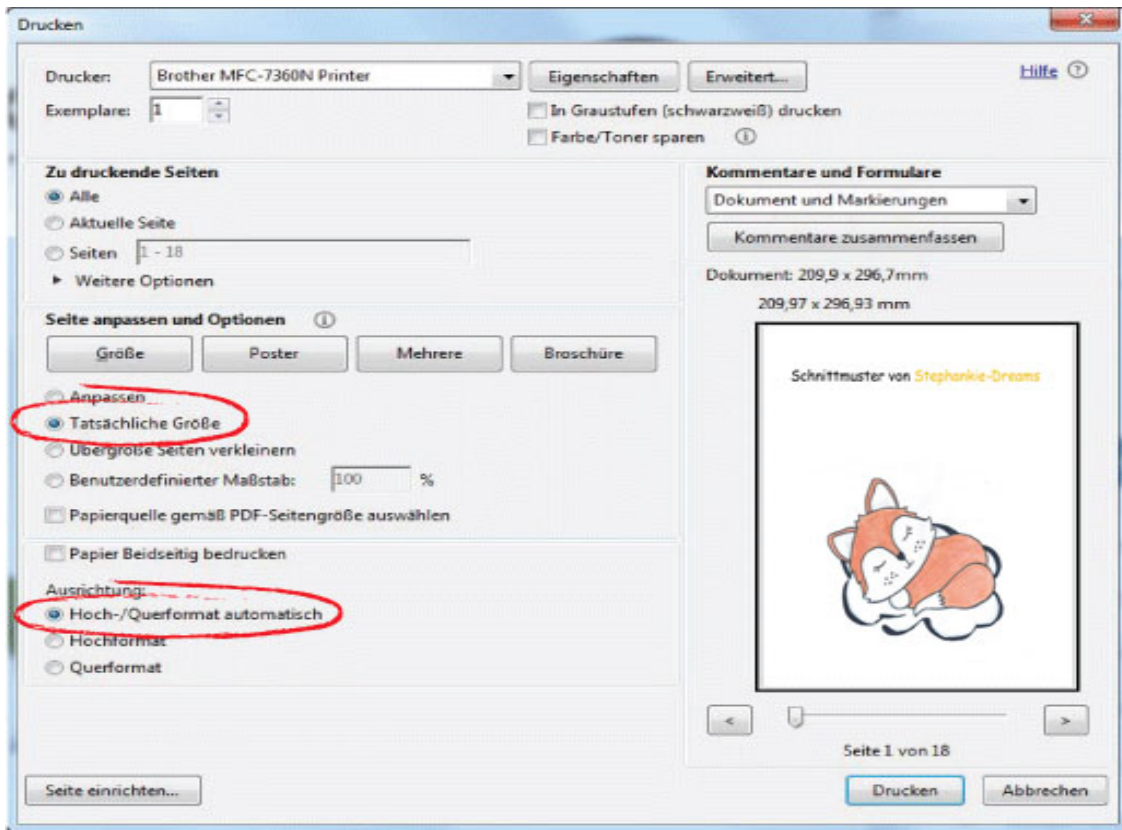 Drucken
Drucker: Brother MFC-7360N Printer Eigenschaften Erweitert... Hilfe
Exemplare: 1 In Graustufen (schwarzweiß) drucken
Farbe/Toner sparen
Zu druckende Seiten
Alle
Aktuelle Seite
Seiten 1 - 18
Weitere Optionen
Kommentare und Formulare
Dokument und Markierungen
Kommentare zusammenfassen
Seite anpassen und Optionen
Größe Poster Mehrere Broschüre
Anpassen
Tatsächliche Größe
Übergroße Seiten verkleinern
Benutzerdefinierter Maßstab: 100 %
Papierquelle gemäß PDF-Seitengröße auswählen
Papier Beidseitig bedrucken
Ausrichtung:
Hoch-/Querformat automatisch
Hochformat
Querformat
Dokument: 209,9 x 296,7mm
209,97 x 296,93 mm
Schnittmuster von Stephankie-Dreams
< >
Seite 1 von 18
Seite einrichten... Drucken Abbrechen